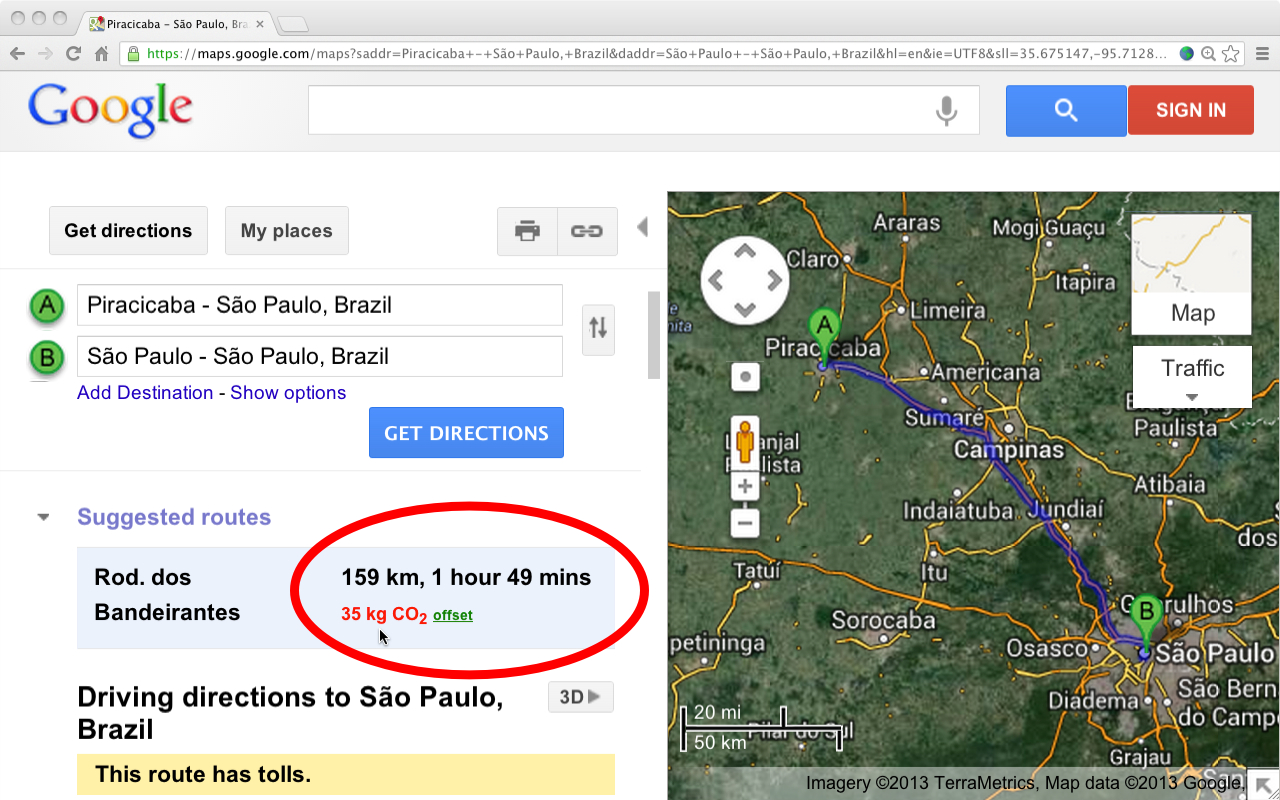 Piracicaba – São Paulo, Bra
https://maps.google.com/maps?saddr=Piracicaba+-+São+Paulo,+Brazil&daddr=São+Paulo+-+São+Paulo,+Brazil&hl=en&ie=UTF8&sll=35.675147,-95.7128...
Google
SIGN IN
Get directions
My places
A
Piracicaba - São Paulo, Brazil
B
São Paulo - São Paulo, Brazil
Add Destination - Show options
GET DIRECTIONS
Suggested routes
Rod. dos
Bandeirantes
159 km, 1 hour 49 mins
35 kg CO2 offset
Driving directions to São Paulo,
Brazil
3D
This route has tolls.
Araras
Mogi Guaçu
Claro
Itapira
Limeira
Map
A
Piracicaba
Traffic
Americana
Sumaré
Paulista
Campinas
Atibaia
Indaiatuba
Jundiaí
dos
Tatuí
Itu
B
Guarulhos
Sorocaba
petininga
Osasco
São Paulo
Diadema
São Bern
do Campo
20 mi
50 km
Pilar do Sul
Grajau
Imagery ©2013 TerraMetrics, Map data ©2013 Google,